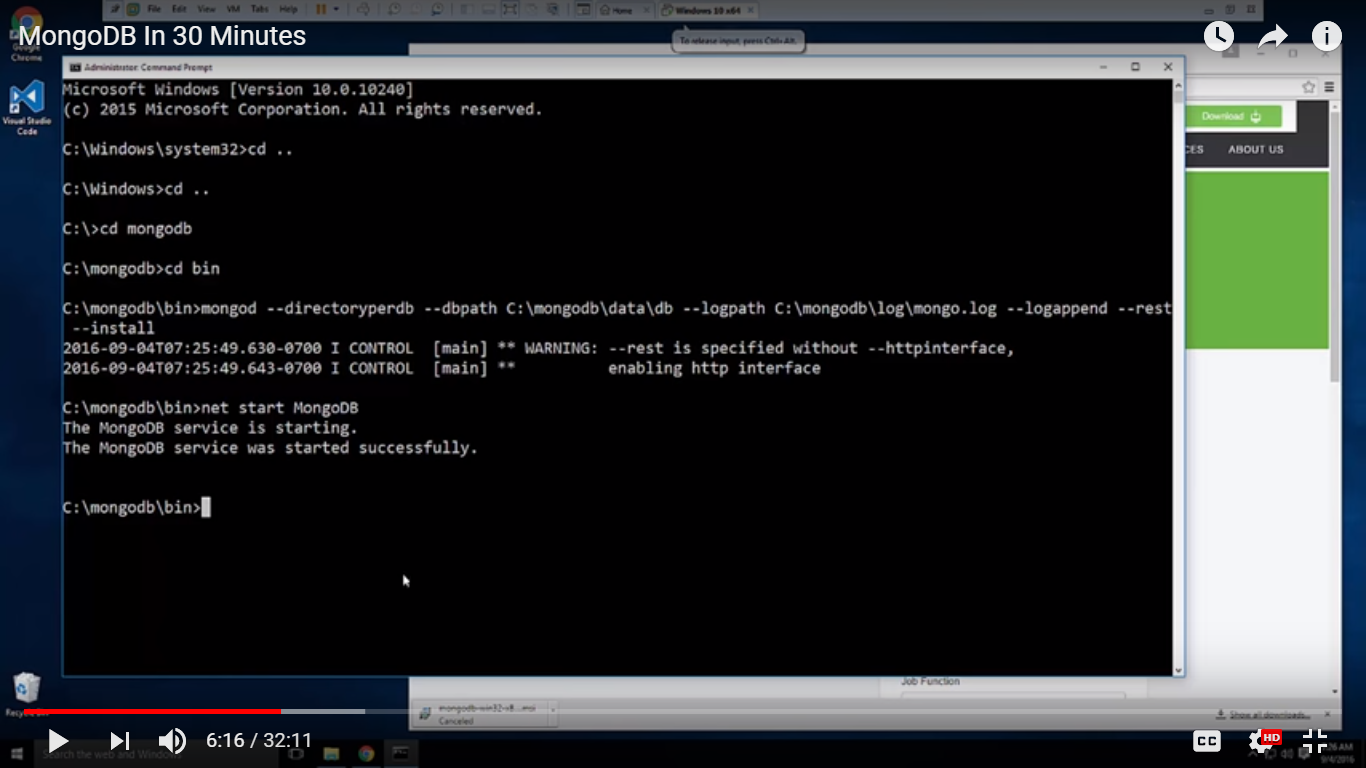 File Edit View VM Tabs Help
Home
Windows 10 x64
MongoDB In 30 Minutes
To release input, press Ctrl+Alt.
Google Chrome
Administrator: Command Prompt
Microsoft Windows [Version 10.0.10240]
(c) 2015 Microsoft Corporation. All rights reserved.
C:\Windows\system32>cd ..
C:\Windows>cd ..
C:\>cd mongodb
C:\mongodb>cd bin
C:\mongodb\bin>mongod --directoryperdb --dbpath C:\mongodb\data\db --logpath C:\mongodb\log\mongo.log --logappend --rest
--install
2016-09-04T07:25:49.630-0700 I CONTROL  [main] ** WARNING: --rest is specified without --httpinterface,
2016-09-04T07:25:49.643-0700 I CONTROL  [main] **          enabling http interface
C:\mongodb\bin>net start MongoDB
The MongoDB service is starting.
The MongoDB service was started successfully.
C:\mongodb\bin>
Visual Studio
Code
Download
CES ABOUT US
Job Function
mongodb-win32-x8...msi
Canceled
Show all downloads...
6:16 / 32:11
CC
HD
Search the web and Windows
9/4/2016